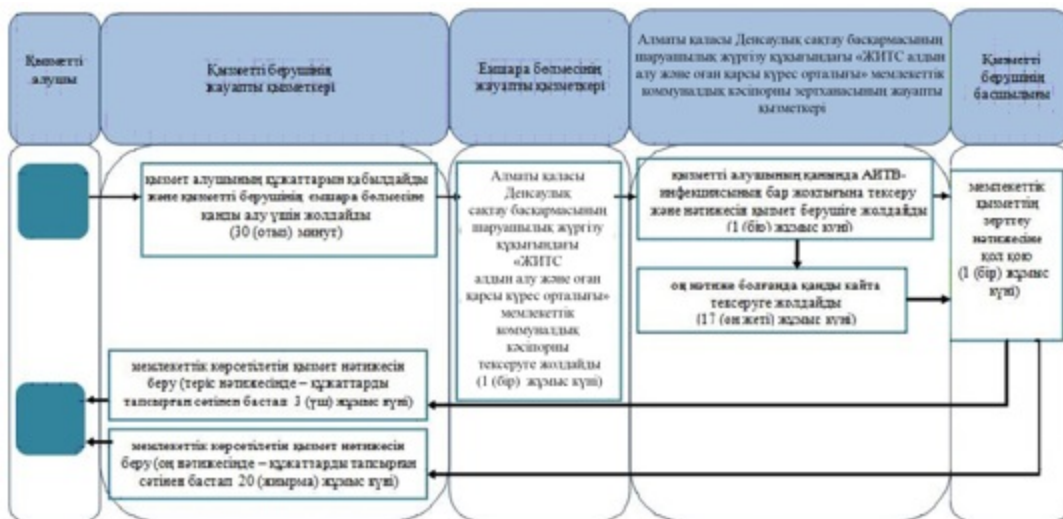 Қызметті
алушы
Қызметті берушінің
жауапты қызметкері
Емшара бөлмесінің
жауапты қызметкері
Алматы қаласы Денсаулық сақтау басқармасының
шаруашылық жүргізу құқығындағы «ЖИТС алдын
алу және оған қарсы күрес орталығы» мемлекеттік
коммуналдық кәсіпорны зертханасының жауапты
қызметкері
Қызметті
берушінің
басшылығы
қызмет алушының құжаттарын қабылдайды
және қызметті берушінің емшара бөлмесіне
қанды алу үшін жолдайды
(30 (отыз) минут)
Алматы қаласы
Денсаулық
сақтау басқармасының
шаруашылық жүргізу
құқығындағы
«ЖИТС
алдын алу және оған
қарсы күрес орталығы»
мемлекеттік
коммуналдық
кәсіпорны
тексеруге жолдайды
(1 (бір) жұмыс күні)
қызметті алушының қанында АИТВ-
инфекциясының бар жоктығына тексеру
және нәтижесін қызмет берушіге жолдайды
(1 (бір) жұмыс күні)
оң нәтиже болғанда қанды кайта
тексеруге жолдайды
(17 (он жеті) жұмыс күні)
мемлекеттік
қызметтің
зерттеу
нәтижесіне
қол қою
(1 (бір) жұмыс
күні)
мемлекеттік көрсетілетін қызмет нәтижесін
беру (теріс нәтижесінде – құжаттарды
тапсырған сәтінен бастап 3 (үш) жұмыс күні)
мемлекеттік көрсетілетін қызмет нәтижесін
беру (оң нәтижесінде – құжаттарды тапсырған
сәтінен бастап 20 (жиырма) жұмыс күні)